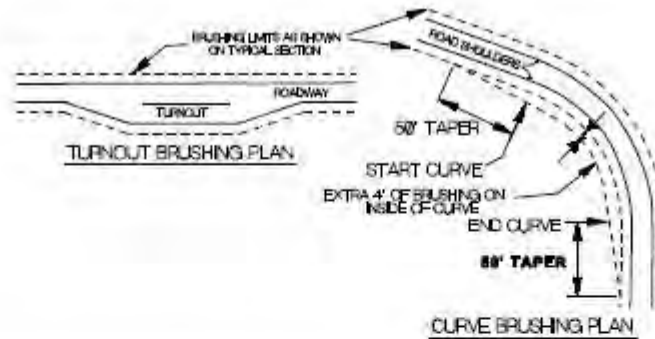 BRUSHING LIMITS AS SHOWN
ON TYPICAL SECTION
ROADWAY
TURNOUT
TURNOUT BRUSHING PLAN
ROAD SHOULDERS
50' TAPER
START CURVE
EXTRA 4' OF BRUSHING ON
INSIDE OF CURVE
END CURVE
50' TAPER
CURVE BRUSHING PLAN